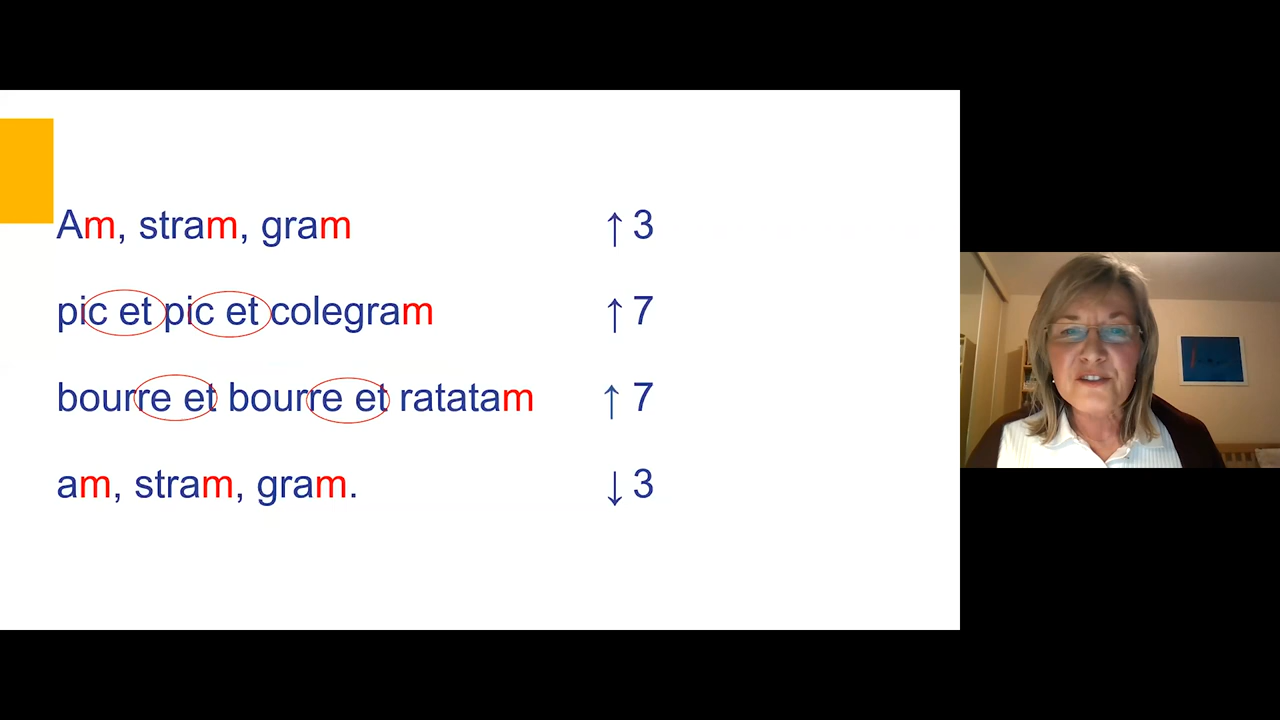 Am, stram, gram ↑ 3
pic et pic et colegram ↑ 7
bourre et bourre et ratatam ↑ 7
am, stram, gram. ↓ 3